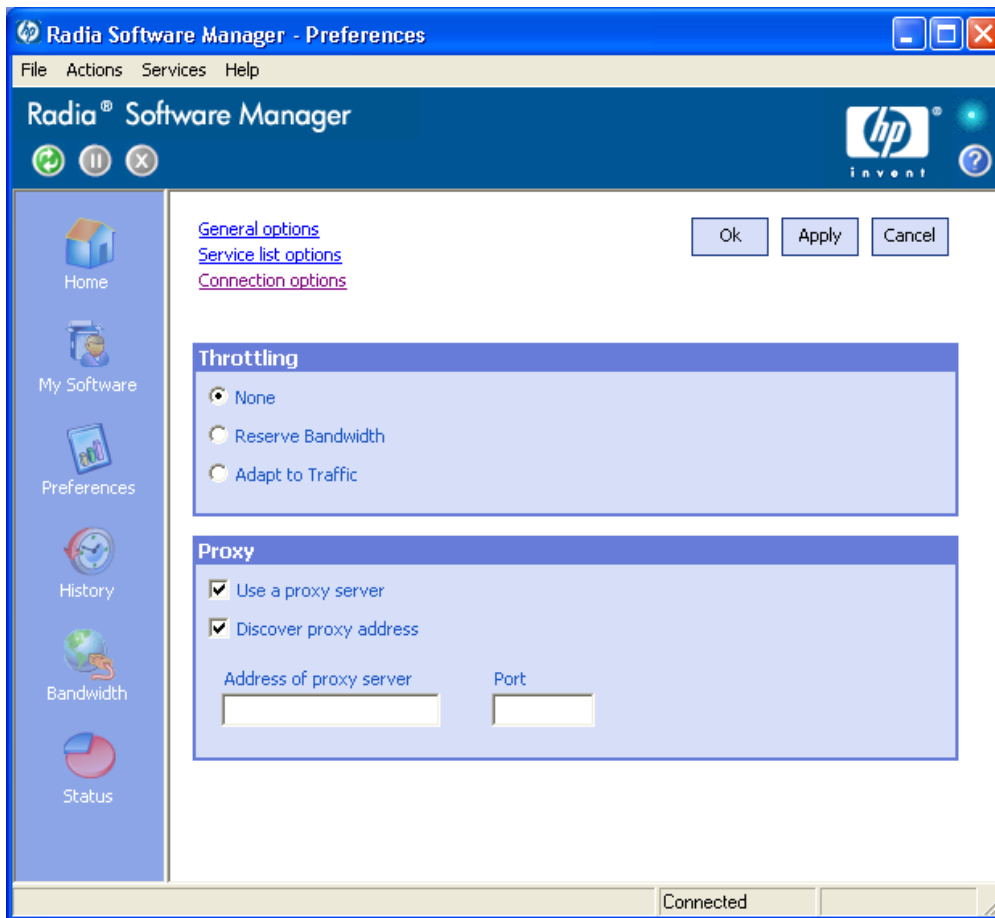 Radia Software Manager - Preferences
File Actions Services Help
Radia® Software Manager
hp®
invent
Home
My Software
Preferences
History
Bandwidth
Status
General options
Service list options
Connection options
Ok Apply Cancel
Throttling
None
Reserve Bandwidth
Adapt to Traffic
Proxy
Use a proxy server
Discover proxy address
Address of proxy server Port
Connected